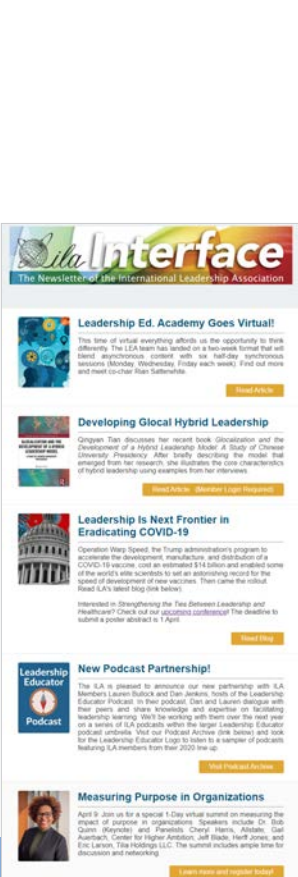 ila Interface
The Newsletter of the International Leadership Association
Leadership Ed. Academy Goes Virtual!
This time of virtual everything affords us the opportunity to think
differently. The LEA team has landed on a two-week format that will
blend asynchronous content with six half-day synchronous
sessions (Monday, Wednesday, Friday each week). Find out more
and meet co-chair Rian Satterwhite.
Read Article
Developing Glocal Hybrid Leadership
GLOCALIZATION AND THE
DEVELOPMENT OF A HYBRID
LEADERSHIP MODEL
Qingyan Tian discusses her recent book Glocalization and the
Development of a Hybrid Leadership Model: A Study of Chinese
University Presidency. After briefly describing the model that
emerged from her research, she illustrates the core characteristics
of hybrid leadership using examples from her interviews.
Read Article (Member Login Required)
Leadership Is Next Frontier in
Eradicating COVID-19
Operation Warp Speed, the Trump administration's program to
accelerate the development, manufacture, and distribution of a
COVID-19 vaccine, cost an estimated $14 billion and enabled some
of the world's elite scientists to set an astonishing record for the
speed of development of new vaccines. Then came the rollout.
Read ILA's latest blog (link below).
Interested in Strengthening the Ties Between Leadership and
Healthcare? Check out our upcoming conference! The deadline to
submit a poster abstract is 1 April.
Read Blog
Leadership
Educator
Podcast
New Podcast Partnership!
The ILA is pleased to announce our new partnership with ILA
Members Lauren Bullock and Dan Jenkins, hosts of the Leadership
Educator Podcast. In their podcast, Dan and Lauren dialogue with
their peers and share knowledge and expertise on facilitating
leadership learning. We'll be working with them over the next year
on a series of ILA podcasts within the larger Leadership Educator
podcast umbrella. Visit our Podcast Archive (link below) and look
for the Leadership Educator Logo to listen to a sampler of podcasts
featuring ILA members from their 2020 line up.
Visit Podcast Archive
Measuring Purpose in Organizations
April 9: Join us for a special 1-Day virtual summit on measuring the
impact of purpose in organizations. Speakers include Dr. Bob
Quinn (Keynote) and Panelists Cheryl Harris, Allstate, Gail
Auerbach, Center for Higher Ambition, Jeff Blade, Herff Jones, and
Eric Larson, Tilia Holdings LLC. The summit includes ample time for
discussion and networking.
Learn more and register today!